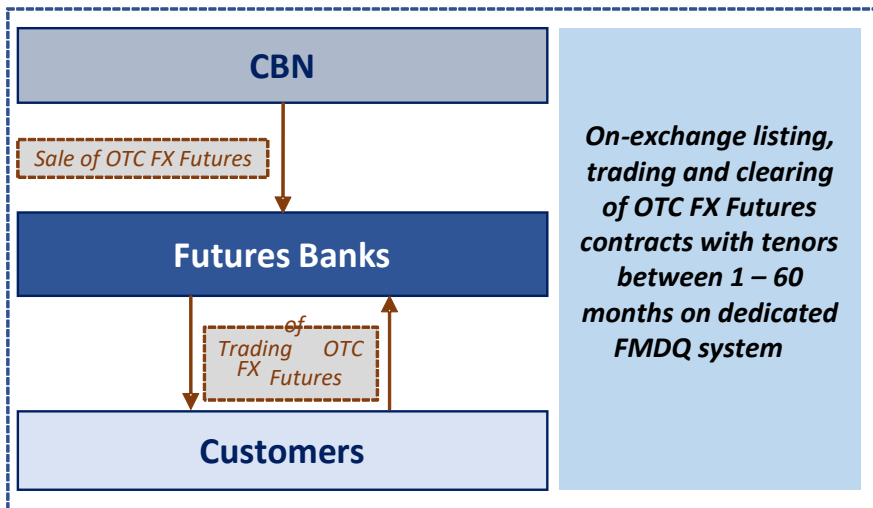 CBN
Sale of OTC FX Futures
Futures Banks
of
Trading OTC
FX Futures
Customers
On-exchange listing,
trading and clearing
of OTC FX Futures
contracts with tenors
between 1 – 60
months on dedicated
FMDQ system